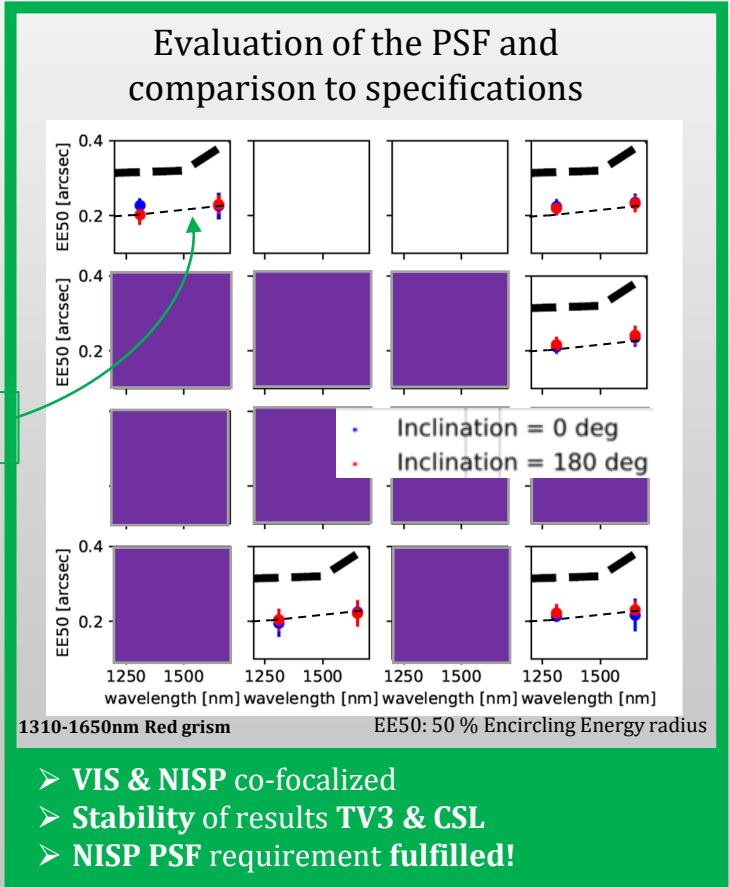 Evaluation of the PSF and
comparison to specifications
0.4
EE50 [arcsec]
0.2
0.4
EE50 [arcsec]
0.2
Inclination = 0 deg
Inclination = 180 deg
0.4
EE50 [arcsec]
0.2
1250 1500 1250 1500 1250 1500 1250 1500
wavelength [nm] wavelength [nm] wavelength [nm] wavelength [nm]
1310-1650nm Red grism EE50: 50 % Encircling Energy radius
➢ VIS & NISP co-focalized
➢ Stability of results TV3 & CSL
➢ NISP PSF requirement fulfilled!